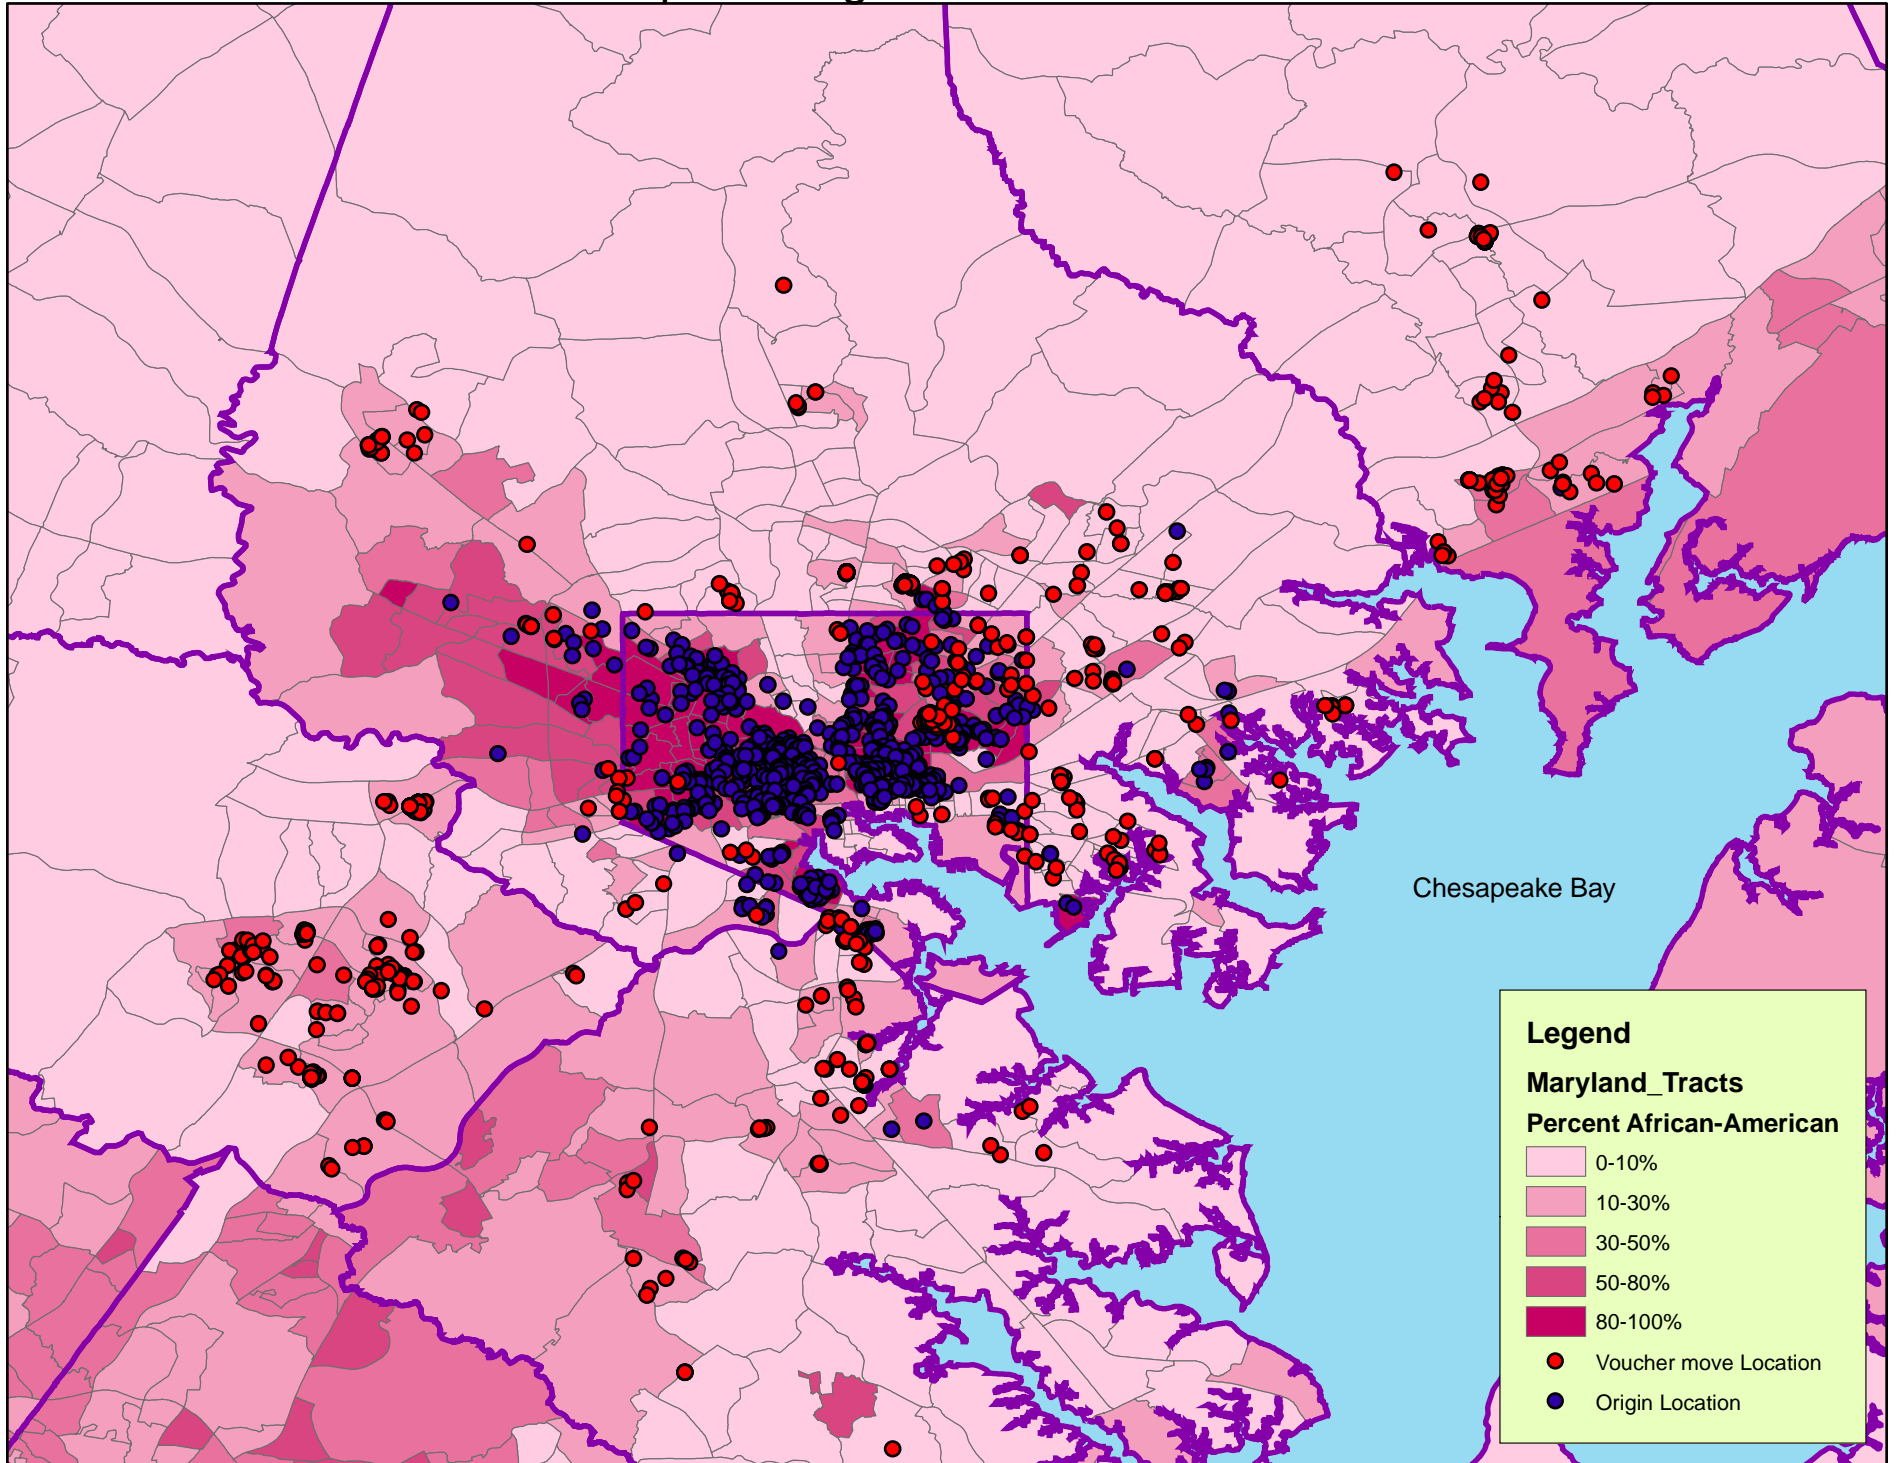 Chesapeake Bay
Legend
Maryland_Tracts
Percent African-American
0-10%
10-30%
30-50%
50-80%
80-100%
Voucher move Location
Origin Location